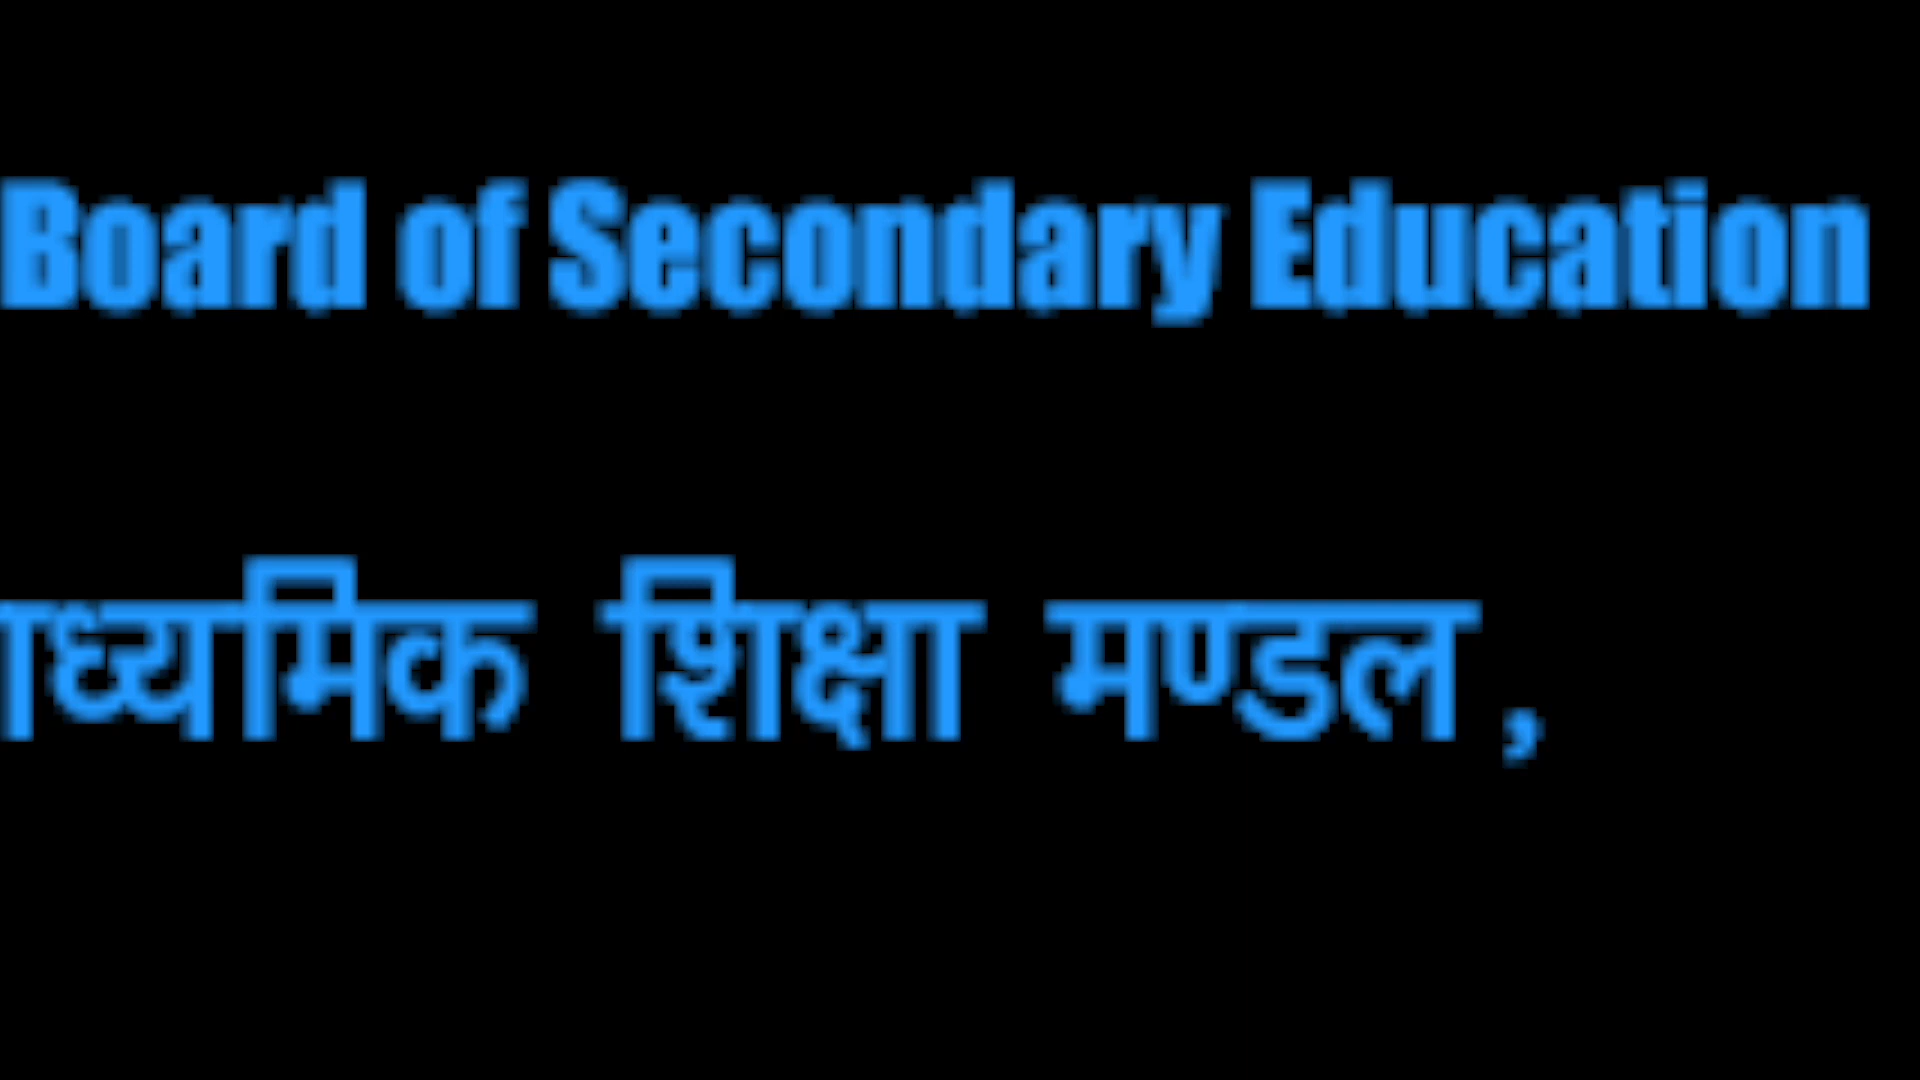 Board of Secondary Education
ाध्यमिक शिक्षा मण्डल ,